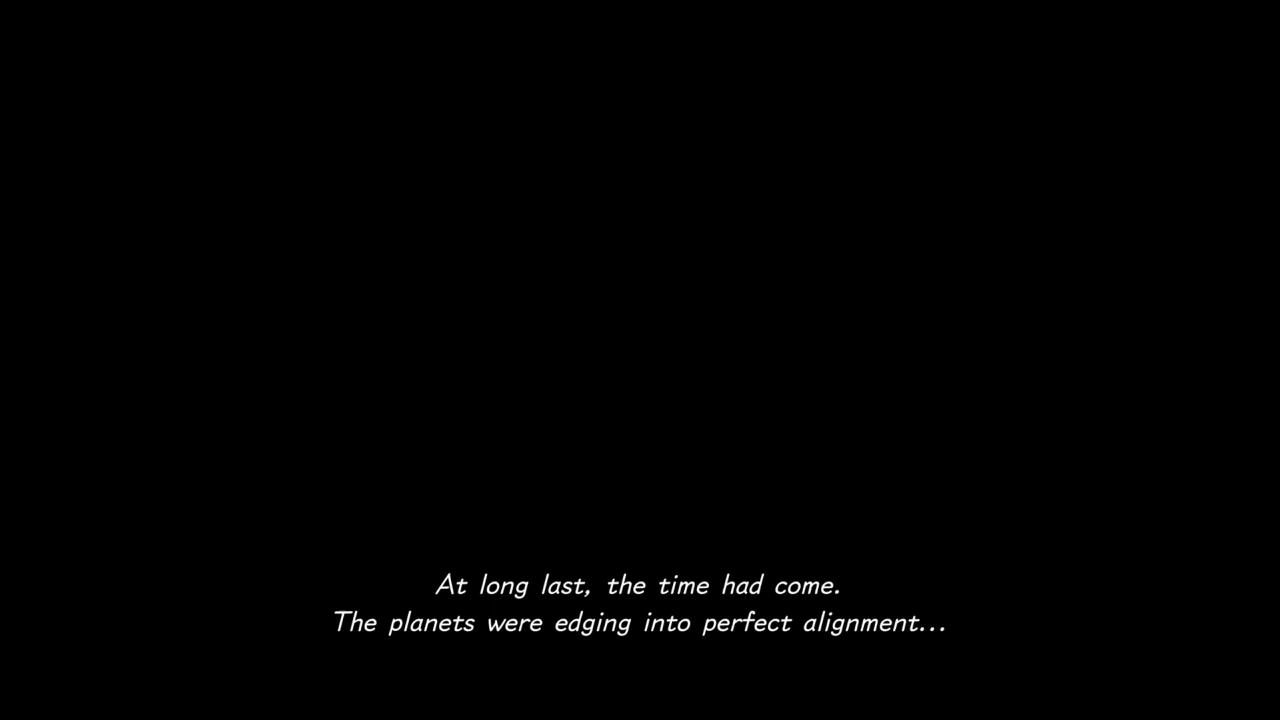 At long last, the time had come.
The planets were edging into perfect alignment...